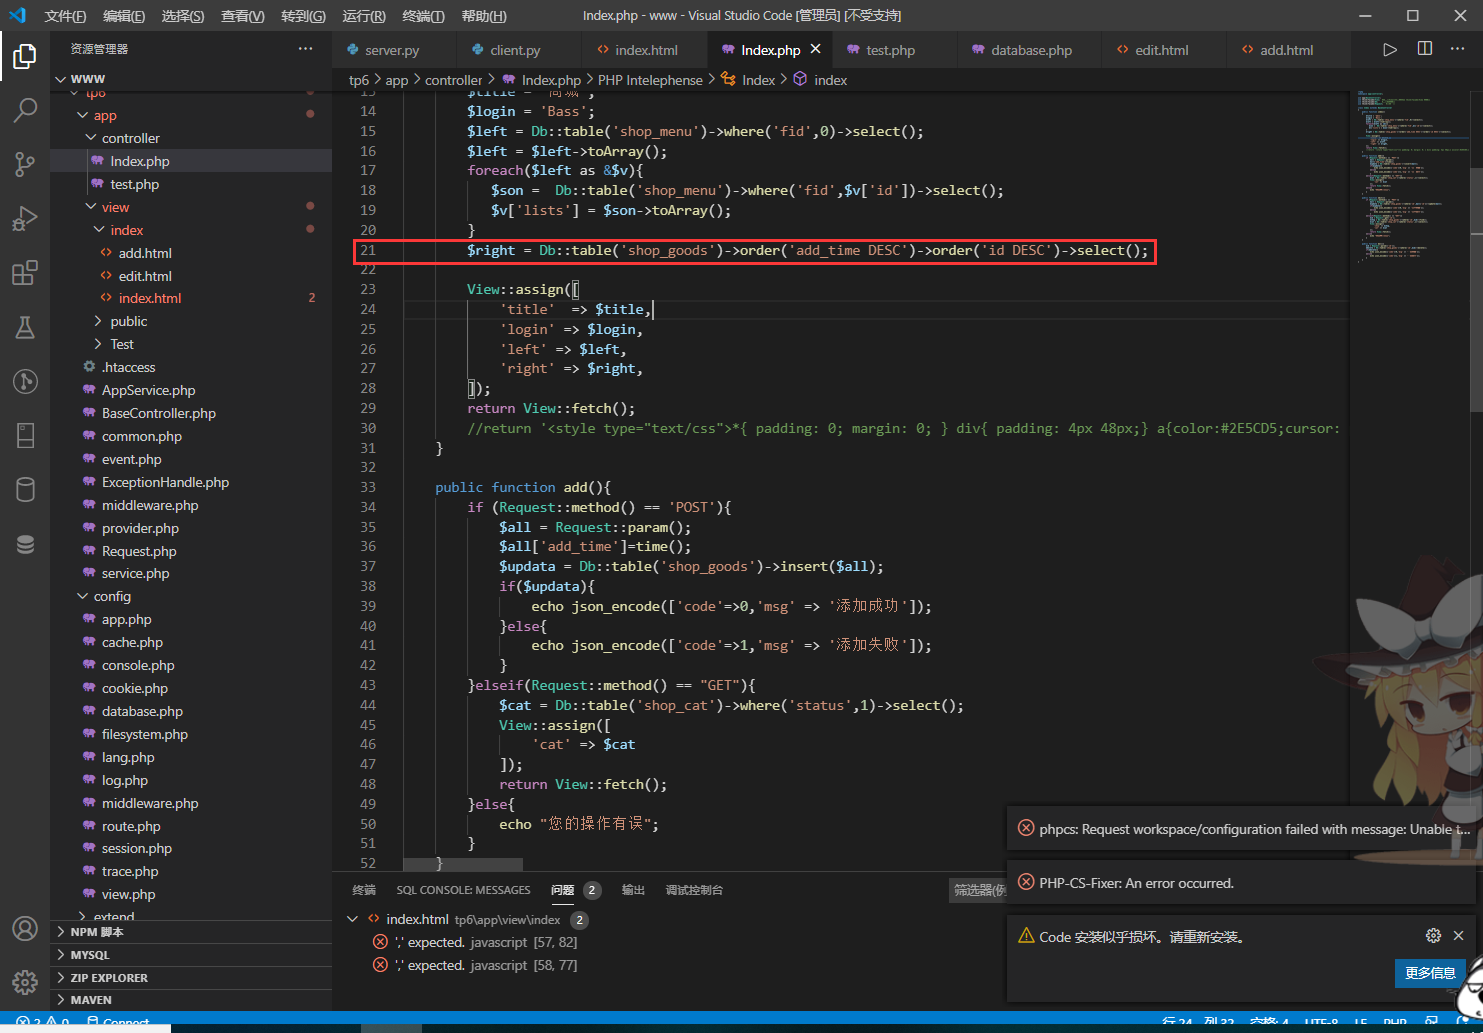 文件(F) 编辑(E) 选择(S) 查看(V) 转到(G) 运行(R) 终端(T) 帮助(H) Index.php - www - Visual Studio Code [管理员] [不受支持]
资源管理器 ···
server.py client.py index.html Index.php test.php database.php edit.html add.html
WWW
tp6 > app > controller > Index.php > PHP Intelephense > Index > index
tp6
app
controller
Index.php
test.php
view
index
add.html
edit.html
index.html 2
public
Test
.htaccess
AppService.php
BaseController.php
common.php
event.php
ExceptionHandle.php
middleware.php
provider.php
Request.php
service.php
config
app.php
cache.php
console.php
cookie.php
database.php
filesystem.php
lang.php
log.php
middleware.php
route.php
session.php
trace.php
view.php
extend
NPM 脚本
MYSQL
ZIP EXPLORER
MAVEN
13 $title = '商城';
14 $login = 'Bass';
15 $left = Db::table('shop_menu')->where('fid',0)->select();
16 $left = $left->toArray();
17 foreach($left as &$v){
18 $son =  Db::table('shop_menu')->where('fid',$v['id'])->select();
19 $v['lists'] = $son->toArray();
20 }
21 $right = Db::table('shop_goods')->order('add_time DESC')->order('id DESC')->select();
22
23 View::assign([
24 'title'  => $title,
25 'login' => $login,
26 'left' => $left,
27 'right' => $right,
28 ]);
29 return View::fetch();
30 //return '<style type="text/css">*{ padding: 0; margin: 0; } div{ padding: 4px 48px;} a{color:#2E5CD5;cursor:
31 }
32
33 public function add(){
34 if (Request::method() == 'POST'){
35 $all = Request::param();
36 $all['add_time']=time();
37 $updata = Db::table('shop_goods')->insert($all);
38 if($updata){
39 echo json_encode(['code'=>0,'msg' => '添加成功']);
40 }else{
41 echo json_encode(['code'=>1,'msg' => '添加失败']);
42 }
43 }elseif(Request::method() == "GET"){
44 $cat = Db::table('shop_cat')->where('status',1)->select();
45 View::assign([
46 'cat' => $cat
47 ]);
48 return View::fetch();
49 }else{
50 echo "您的操作有误";
51 }
52 }
终端 SQL CONSOLE: MESSAGES 问题 2 输出 调试控制台 筛选器(例
index.html tp6\app\view\index 2
',' expected. javascript [57, 82]
',' expected. javascript [58, 77]
phpcs: Request workspace/configuration failed with message: Unable t...
PHP-CS-Fixer: An error occurred.
Code 安装似乎损坏。请重新安装。
更多信息
2 0 Connect 行 24, 列 32 空格: 4 UTF-8 LF PHP